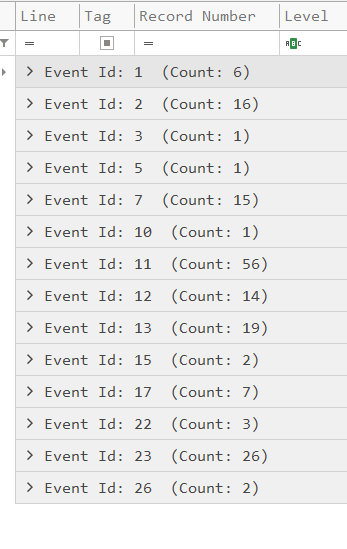 Line Tag Record Number Level
= = ABC
Event Id: 1 (Count: 6)
Event Id: 2 (Count: 16)
Event Id: 3 (Count: 1)
Event Id: 5 (Count: 1)
Event Id: 7 (Count: 15)
Event Id: 10 (Count: 1)
Event Id: 11 (Count: 56)
Event Id: 12 (Count: 14)
Event Id: 13 (Count: 19)
Event Id: 15 (Count: 2)
Event Id: 17 (Count: 7)
Event Id: 22 (Count: 3)
Event Id: 23 (Count: 26)
Event Id: 26 (Count: 2)